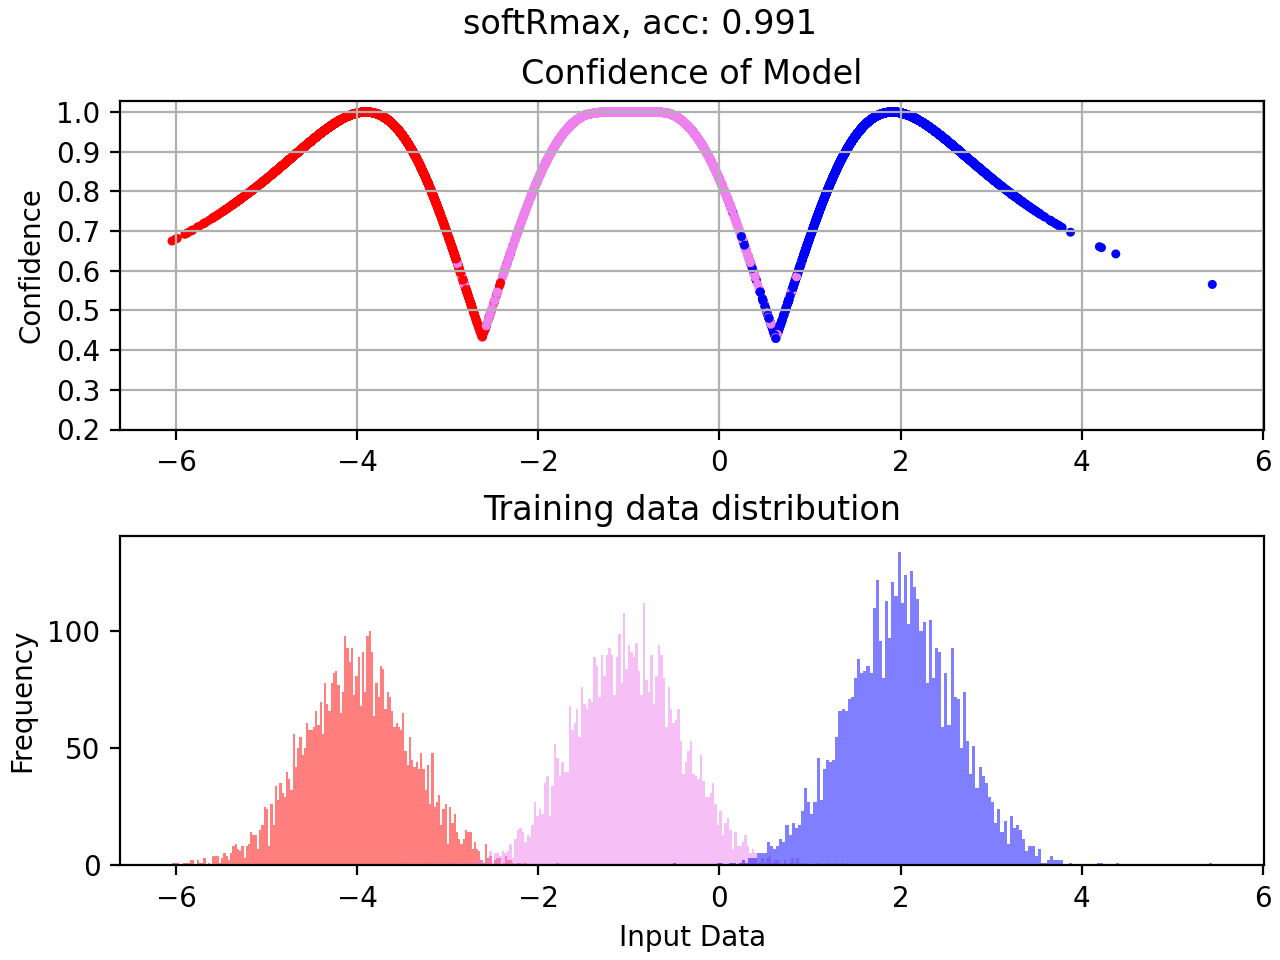 softRmax, acc: 0.991
Confidence of Model
1.0
0.9
0.8
0.7
0.6
0.5
0.4
0.3
0.2
Confidence
−6 −4 −2 0 2 4 6
Training data distribution
100
50
0
Frequency
−6 −4 −2 0 2 4 6
Input Data